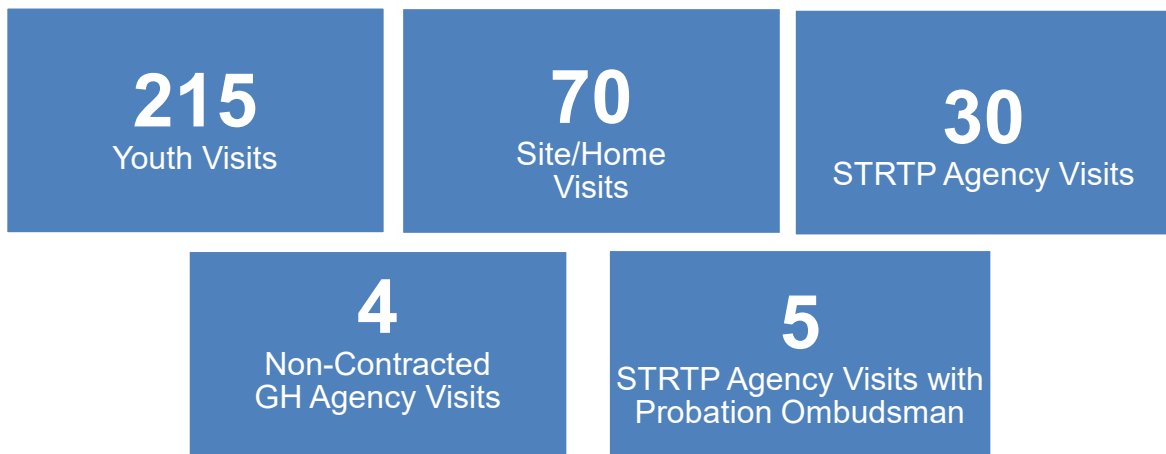 215
Youth Visits
70
Site/Home
Visits
30
STRTP Agency Visits
4
Non-Contracted
GH Agency Visits
5
STRTP Agency Visits with
Probation Ombudsman